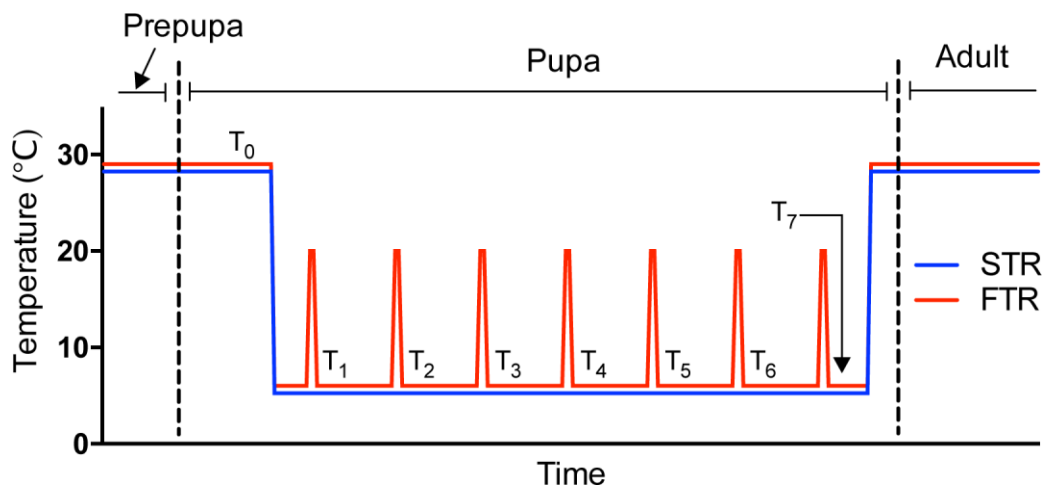 Prepupa
Pupa
Adult
Temperature (°C)
30
20
10
0
T₀
T₁
T₂
T₃
T₄
T₅
T₆
T₇
STR
FTR
Time